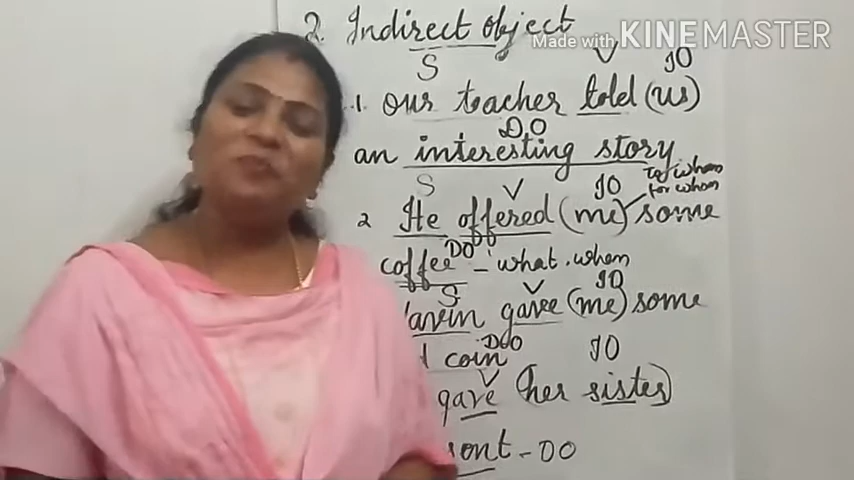 2. Indirect object
Made with KINEMASTER
S V IO
1. Our teacher told (us)
DO
an interesting story
to whom
S V IO for whom
2 He offered (me) some
DO
coffee - what. whom
S V IO
avin gave (me) some
DO IO
coin
V
gave (her sister)
- DO